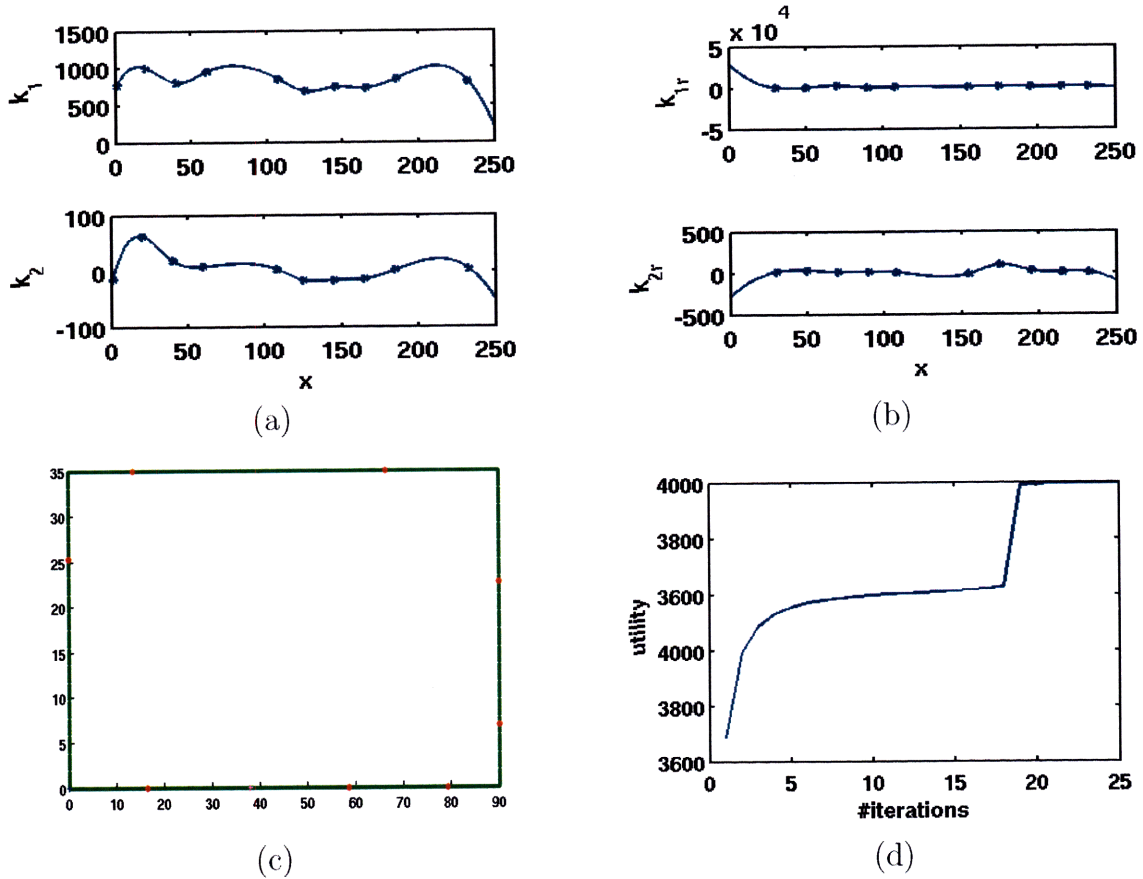 1500
1000
500
0
k1
0 50 100 150 200 250
100
0
-100
k2
0 50 100 150 200 250
x
(a)
x 10 4
5
0
-5
k1r
0 50 100 150 200 250
500
0
-500
k2r
0 50 100 150 200 250
x
(b)
35
30
25
20
15
10
5
0
0 10 20 30 40 50 60 70 80 90
(c)
4000
3800
3600
4000
3800
3600
utility
0 5 10 15 20 25
#iterations
(d)